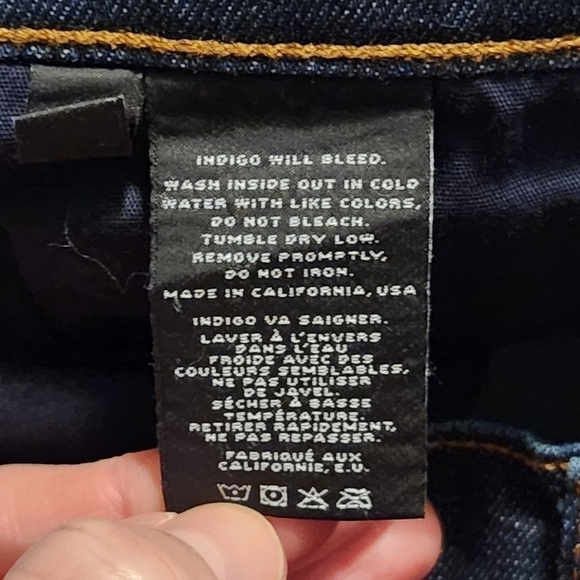 INDIGO WILL BLEED.
WASH INSIDE OUT IN COLD
WATER WITH LIKE COLORS,
DO NOT BLEACH.
TUMBLE DRY LOW.
REMOVE PROMPTLY,
DO NOT IRON.
MADE IN CALIFORNIA, USA
INDIGO VA SAIGNER.
LAVER À L'ENVERS
DANS L'EAU
FROIDE AVEC DES
COULEURS SEMBLABLES,
NE PAS UTILISER
DE JAVEL.
SÉCHER À BASSE
TEMPÉRATURE.
RETIRER RAPIDEMENT,
NE PAS REPASSER.
FABRIQUÉ AUX
CALIFORNIE, E.U.